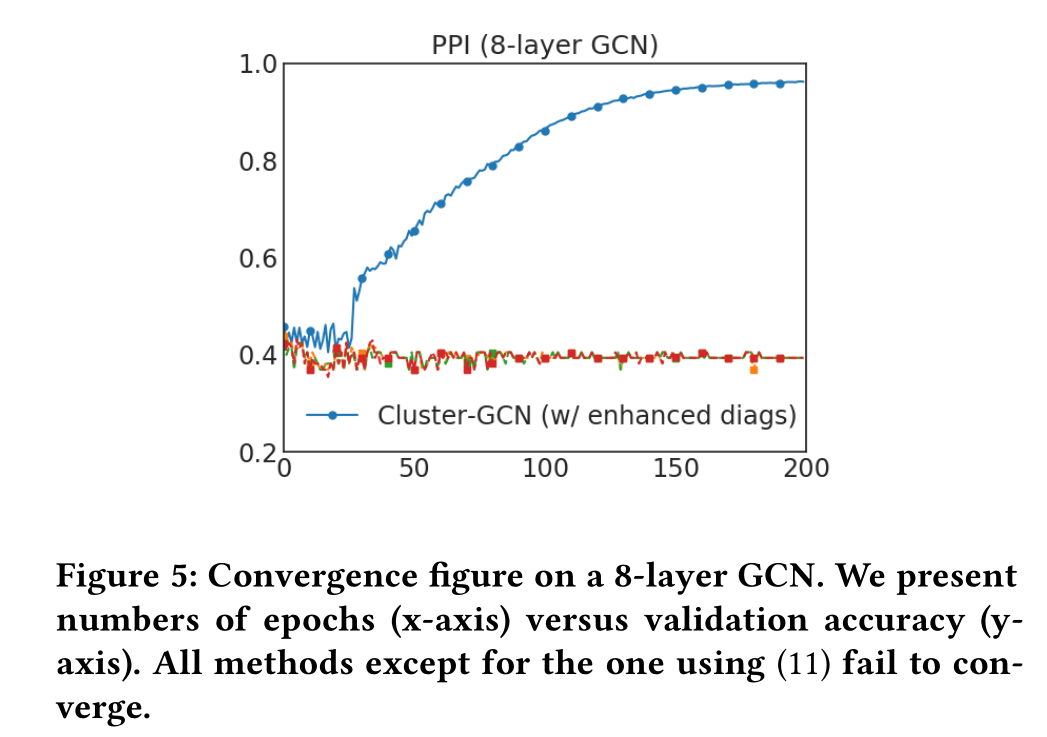 PPI (8-layer GCN)
1.0
0.8
0.6
0.4
0.2
Cluster-GCN (w/ enhanced diags)
0 50 100 150 200
Figure 5: Convergence figure on a 8-layer GCN. We present
numbers of epochs (x-axis) versus validation accuracy (y-
axis). All methods except for the one using (11) fail to con-
verge.